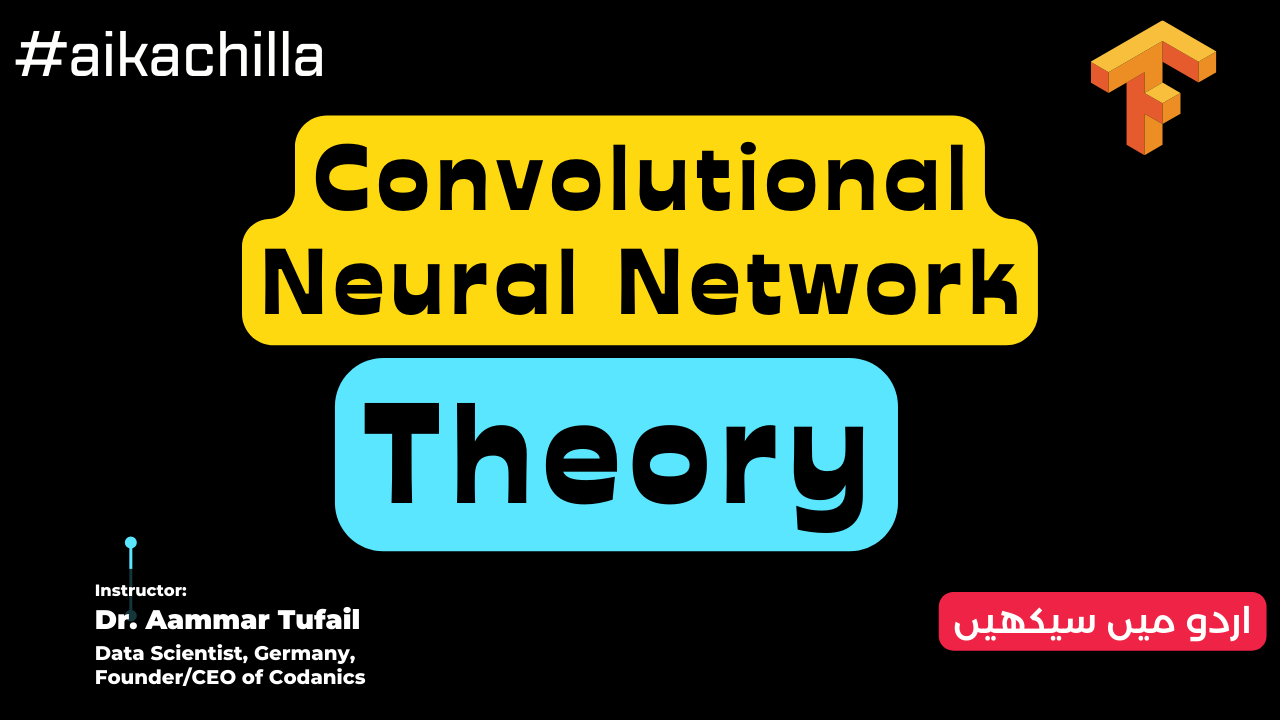 #aikachilla
Convolutional
Neural Network
Theory
Instructor:
Dr. Aammar Tufail
Data Scientist, Germany,
Founder/CEO of Codanics
اردو میں سیکھیں